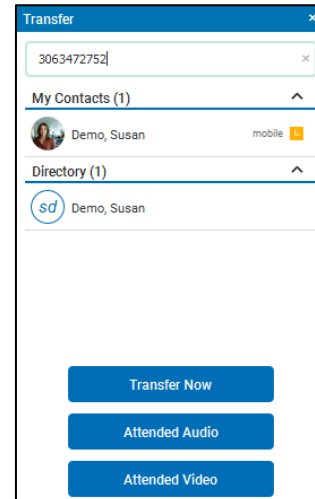 Transfer ×
3063472752 ×
My Contacts (1)
Demo, Susan mobile L
Directory (1)
sd Demo, Susan
Transfer Now
Attended Audio
Attended Video